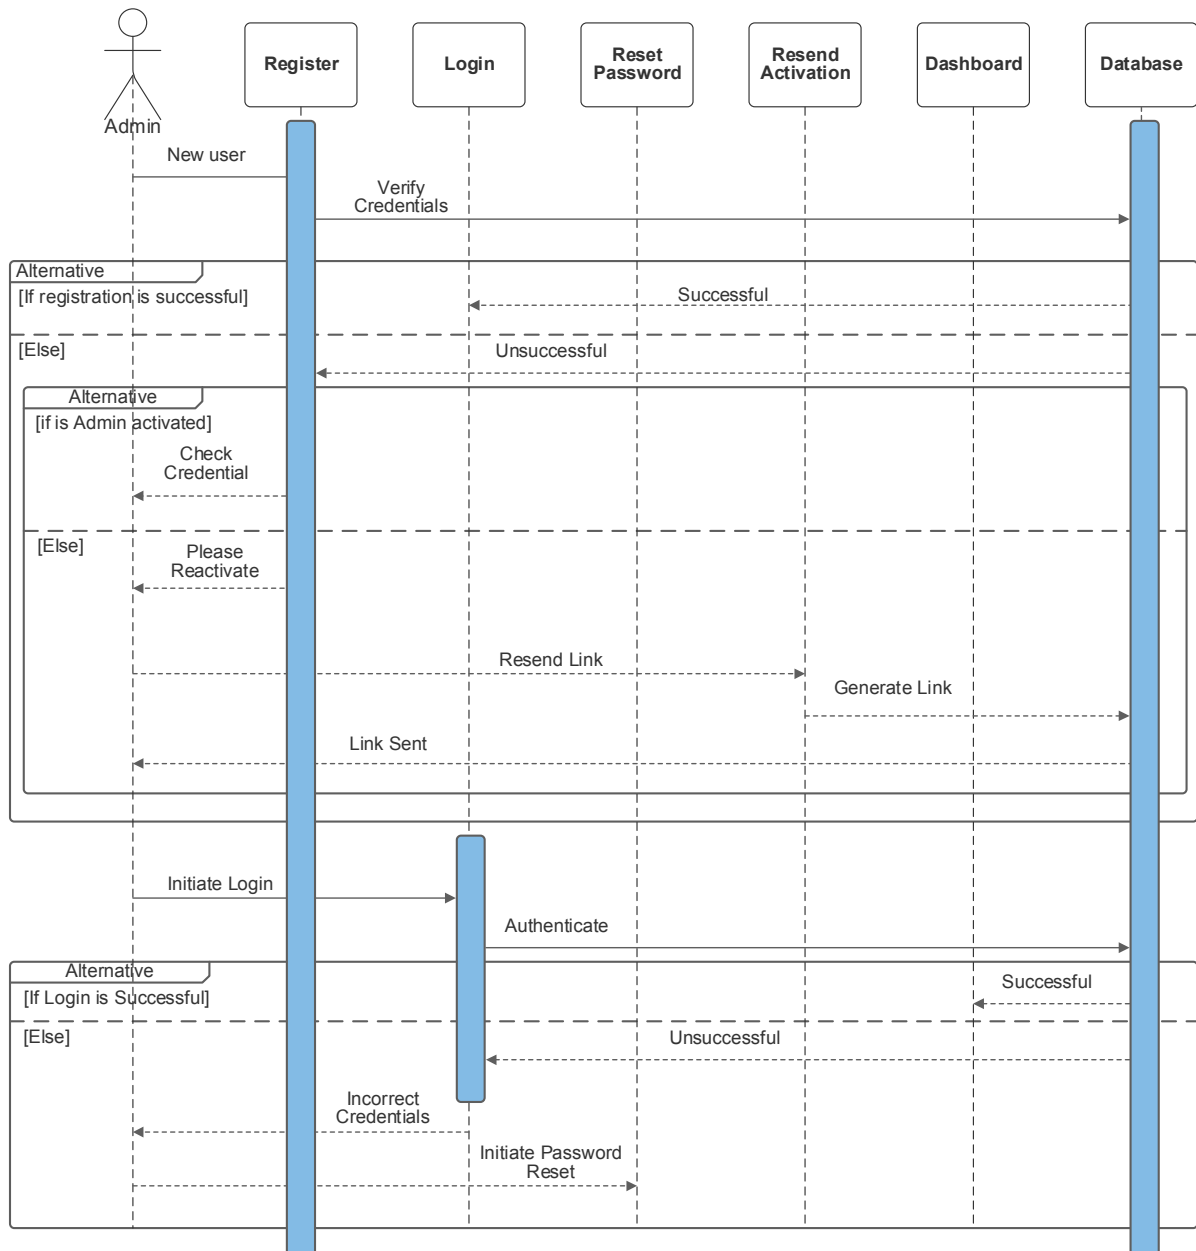 Register
Login
Reset
Password
Resend
Activation
Dashboard
Database
Admin
New user
Verify
Credentials
Alternative
[If registration is successful]
Successful
[Else]
Unsuccessful
Alternative
[if is Admin activated]
Check
Credential
[Else]
Please
Reactivate
Resend Link
Generate Link
Link Sent
Initiate Login
Authenticate
Alternative
[If Login is Successful]
Successful
[Else]
Unsuccessful
Incorrect
Credentials
Initiate Password
Reset